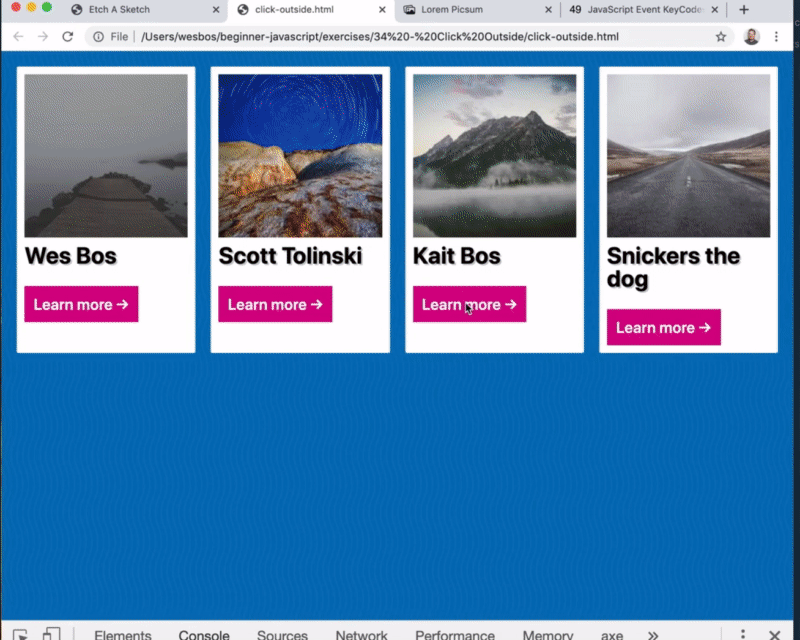 Etch A Sketch
click-outside.html
Lorem Picsum
49 JavaScript Event KeyCodes
File | /Users/wesbos/beginner-javascript/exercises/34%20-%20Click%20Outside/click-outside.html
Wes Bos
Scott Tolinski
Kait Bos
Snickers the
dog
Learn more →
Learn more →
Learn more →
Learn more →
Elements Console Sources Network Performance Memory axe »